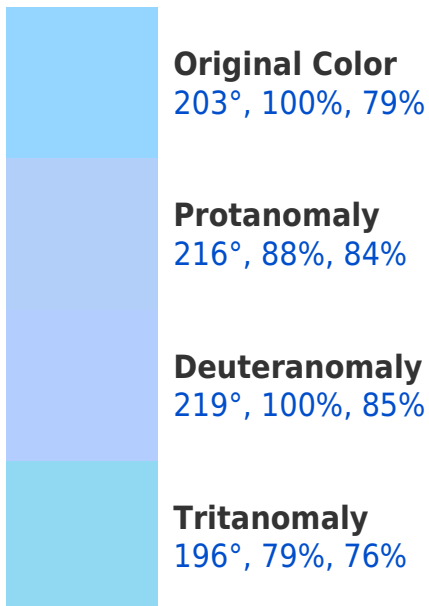 Original Color
203°, 100%, 79%
Protanomaly
216°, 88%, 84%
Deuteranomaly
219°, 100%, 85%
Tritanomaly
196°, 79%, 76%